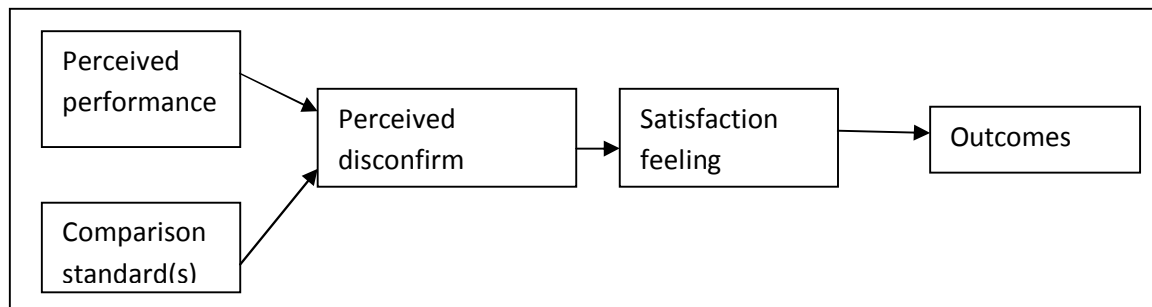 Perceived
performance
Perceived
disconfirm
Satisfaction
feeling
Outcomes
Comparison
standard(s)